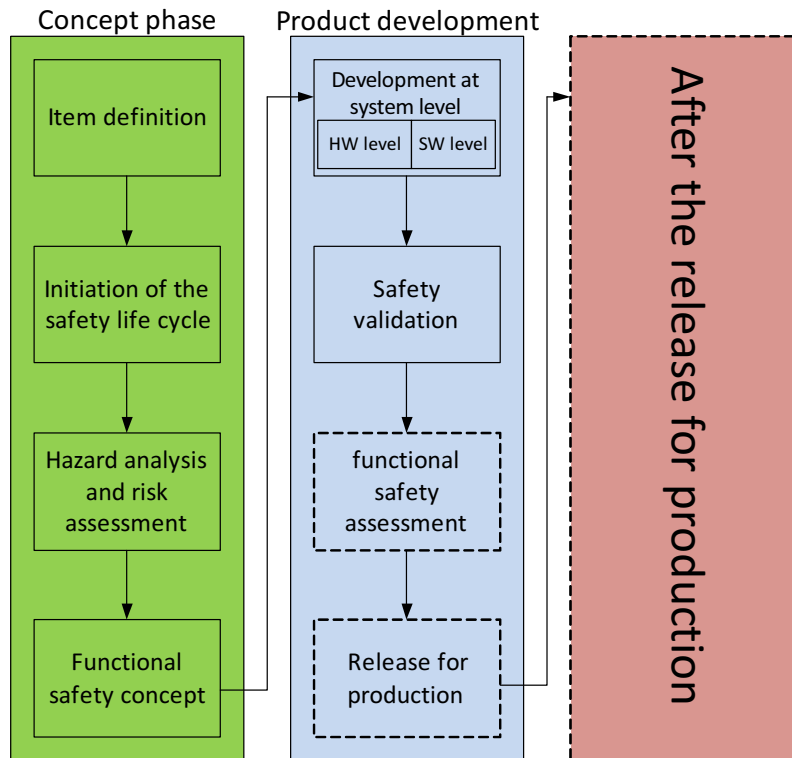 Concept phase
Item definition
Initiation of the
safety life cycle
Hazard analysis
and risk
assessment
Functional
safety concept
Product development
Development at
system level
HW level
SW level
Safety
validation
functional
safety
assessment
Release for
production
After the release for production